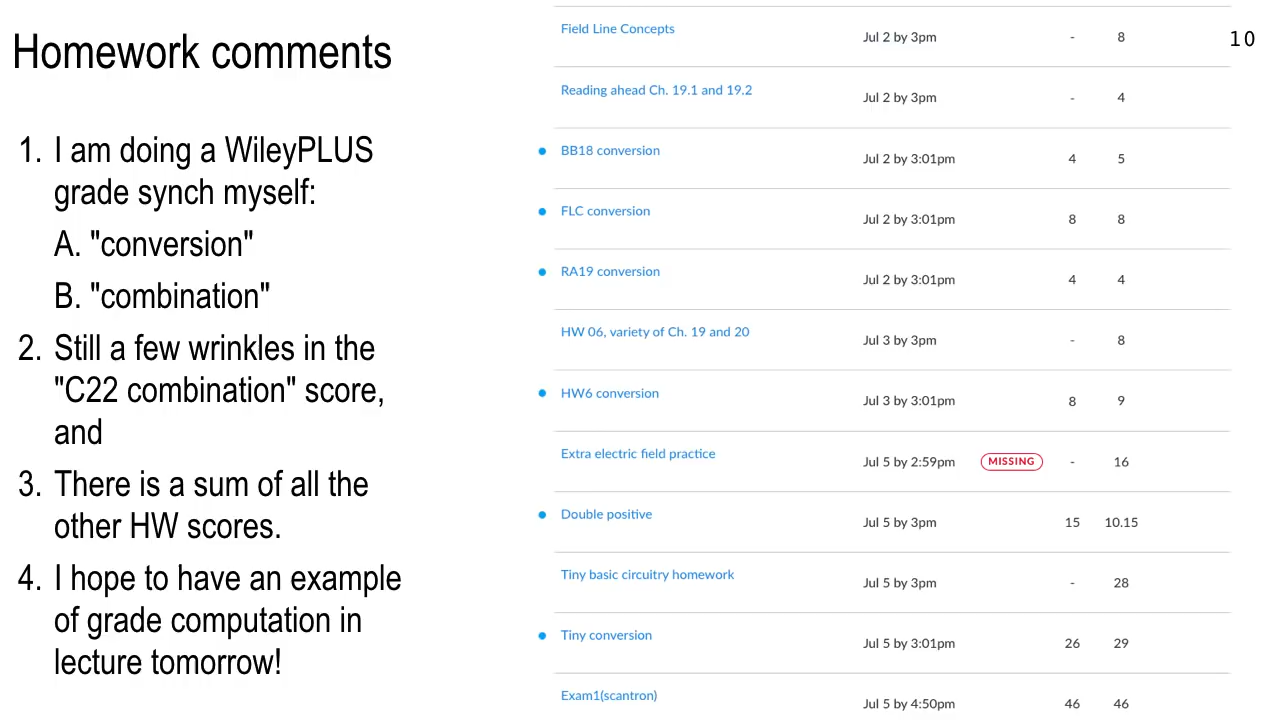 Homework comments
10
1. I am doing a WileyPLUS
grade synch myself:
A. "conversion"
B. "combination"
2. Still a few wrinkles in the
"C22 combination" score,
and
3. There is a sum of all the
other HW scores.
4. I hope to have an example
of grade computation in
lecture tomorrow!
Field Line Concepts Jul 2 by 3pm - 8
Reading ahead Ch. 19.1 and 19.2 Jul 2 by 3pm - 4
BB18 conversion Jul 2 by 3:01pm 4 5
FLC conversion Jul 2 by 3:01pm 8 8
RA19 conversion Jul 2 by 3:01pm 4 4
HW 06, variety of Ch. 19 and 20 Jul 3 by 3pm - 8
HW6 conversion Jul 3 by 3:01pm 8 9
Extra electric field practice Jul 5 by 2:59pm MISSING - 16
Double positive Jul 5 by 3pm 15 10.15
Tiny basic circuitry homework Jul 5 by 3pm - 28
Tiny conversion Jul 5 by 3:01pm 26 29
Exam1(scantron) Jul 5 by 4:50pm 46 46